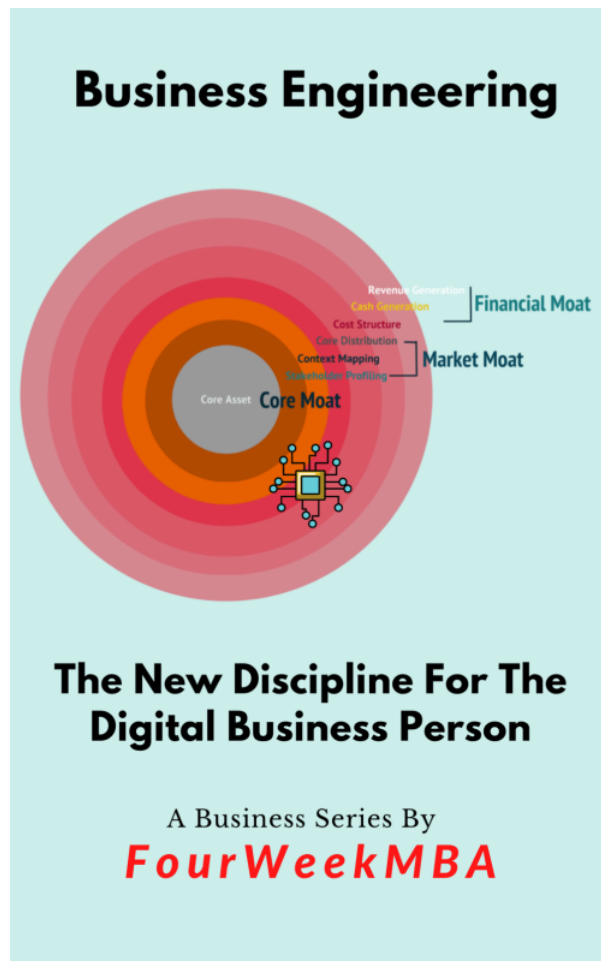 Business Engineering
Revenue Generation
Cash Generation
Financial Moat
Cost Structure
Core Distribution
Context Mapping
Market Moat
Stakeholder Profiling
Core Asset
Core Moat
The New Discipline For The
Digital Business Person
A Business Series By
FourWeekMBA